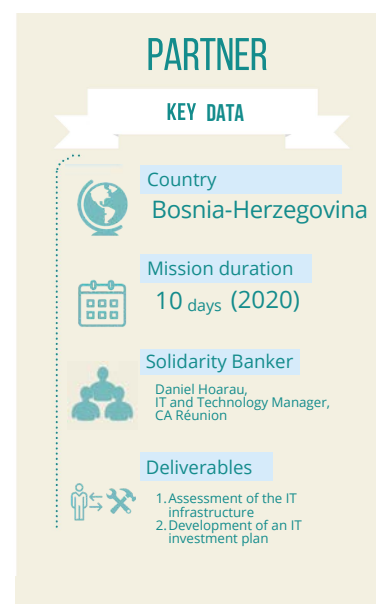 PARTNER
KEY DATA
Country
Bosnia-Herzegovina
Mission duration
10 days (2020)
Solidarity Banker
Daniel Hoarau,
IT and Technology Manager,
CA Réunion
Deliverables
1. Assessment of the IT
infrastructure
2. Development of an IT
investment plan